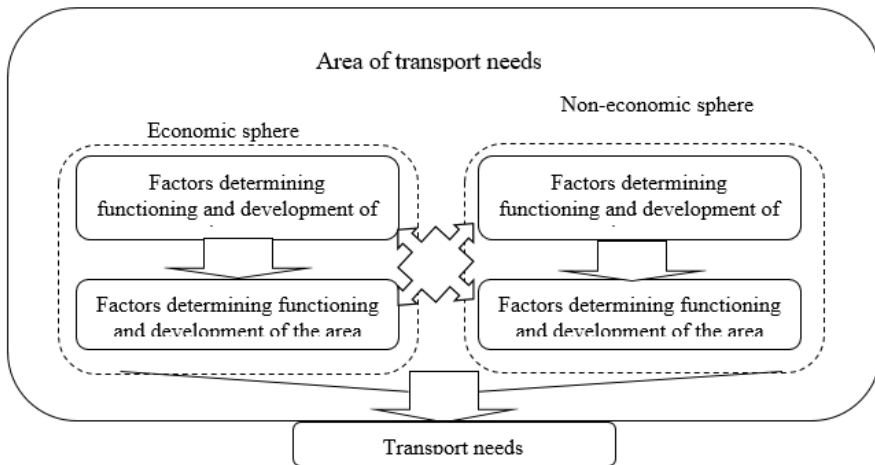 Area of transport needs
Non-economic sphere
Economic sphere
Factors determining
functioning and development of
Factors determining
functioning and development of
Factors determining functioning
and development of the area
Factors determining functioning
and development of the area
Transport needs